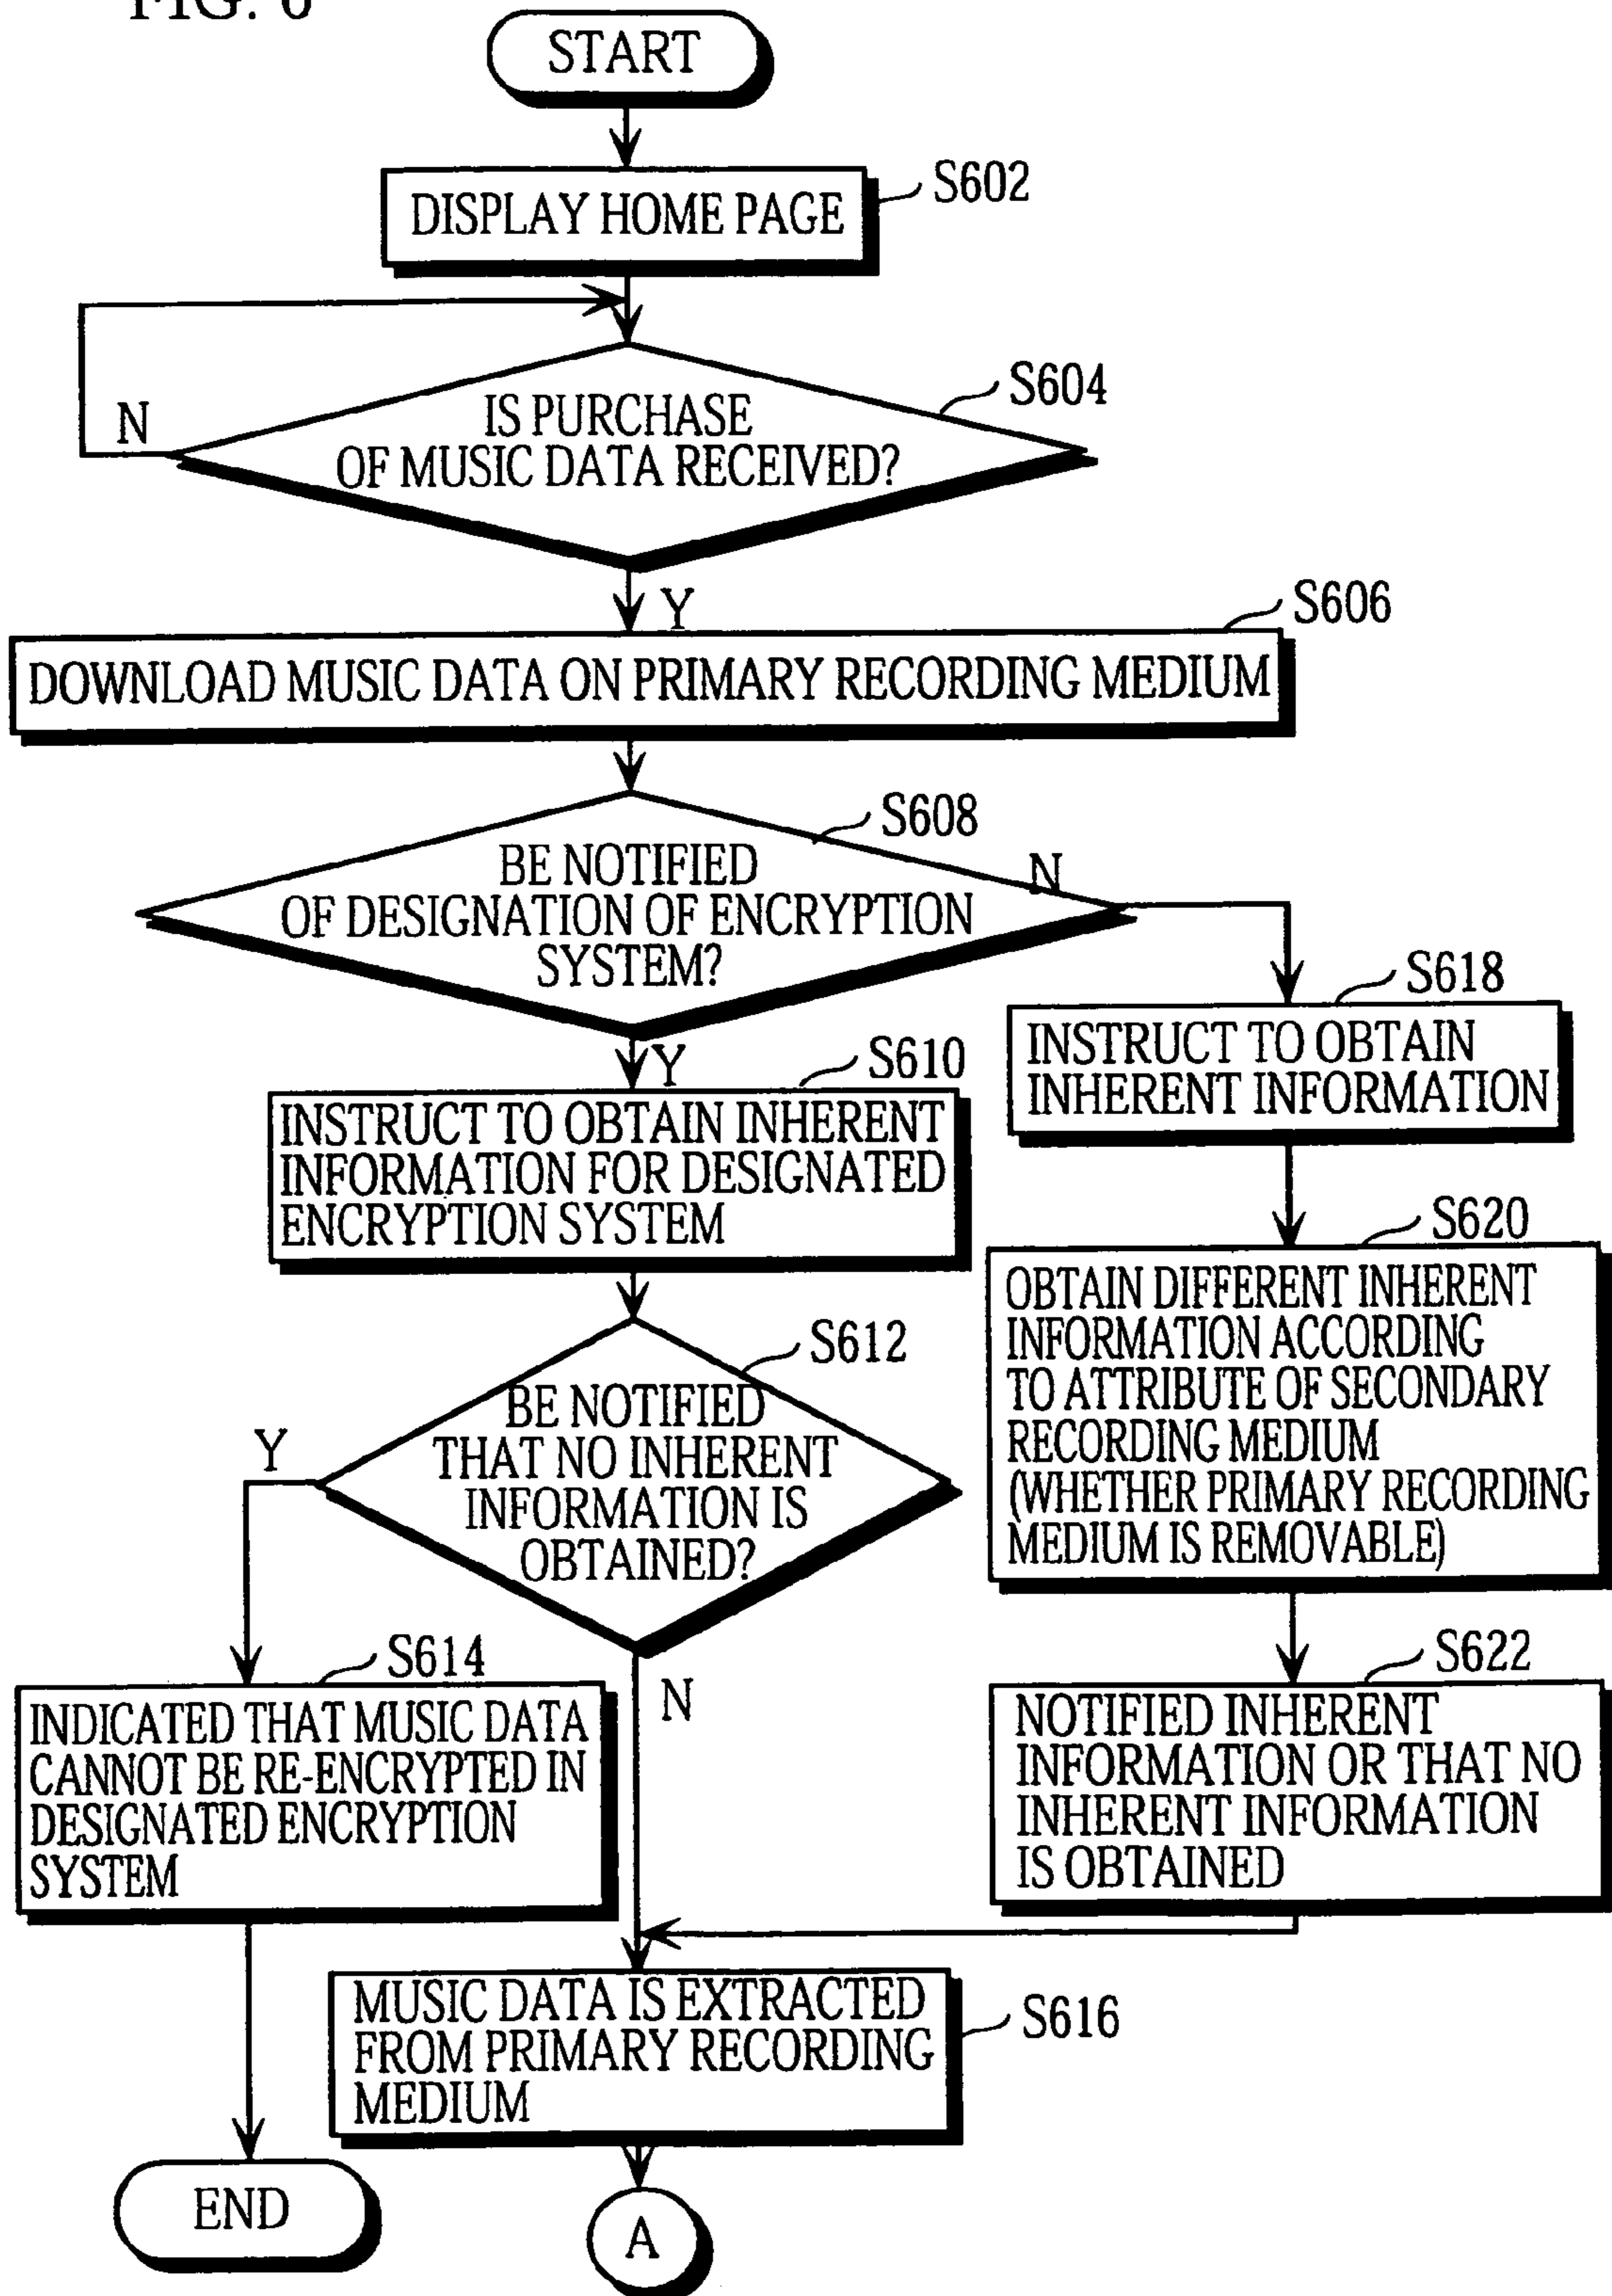 FIG. 6
START
S602
DISPLAY HOME PAGE
S604
N
IS PURCHASE
OF MUSIC DATA RECEIVED?
Y
S606
DOWNLOAD MUSIC DATA ON PRIMARY RECORDING MEDIUM
S608
N
BE NOTIFIED
OF DESIGNATION OF ENCRYPTION
SYSTEM?
Y
S610
INSTRUCT TO OBTAIN INHERENT
INFORMATION FOR DESIGNATED
ENCRYPTION SYSTEM
S618
INSTRUCT TO OBTAIN
INHERENT INFORMATION
S612
BE NOTIFIED
THAT NO INHERENT
INFORMATION IS
OBTAINED?
Y
N
S620
OBTAIN DIFFERENT INHERENT
INFORMATION ACCORDING
TO ATTRIBUTE OF SECONDARY
RECORDING MEDIUM
(WHETHER PRIMARY RECORDING
MEDIUM IS REMOVABLE)
S614
INDICATED THAT MUSIC DATA
CANNOT BE RE-ENCRYPTED IN
DESIGNATED ENCRYPTION
SYSTEM
S622
NOTIFIED INHERENT
INFORMATION OR THAT NO
INHERENT INFORMATION
IS OBTAINED
S616
MUSIC DATA IS EXTRACTED
FROM PRIMARY RECORDING
MEDIUM
END
A